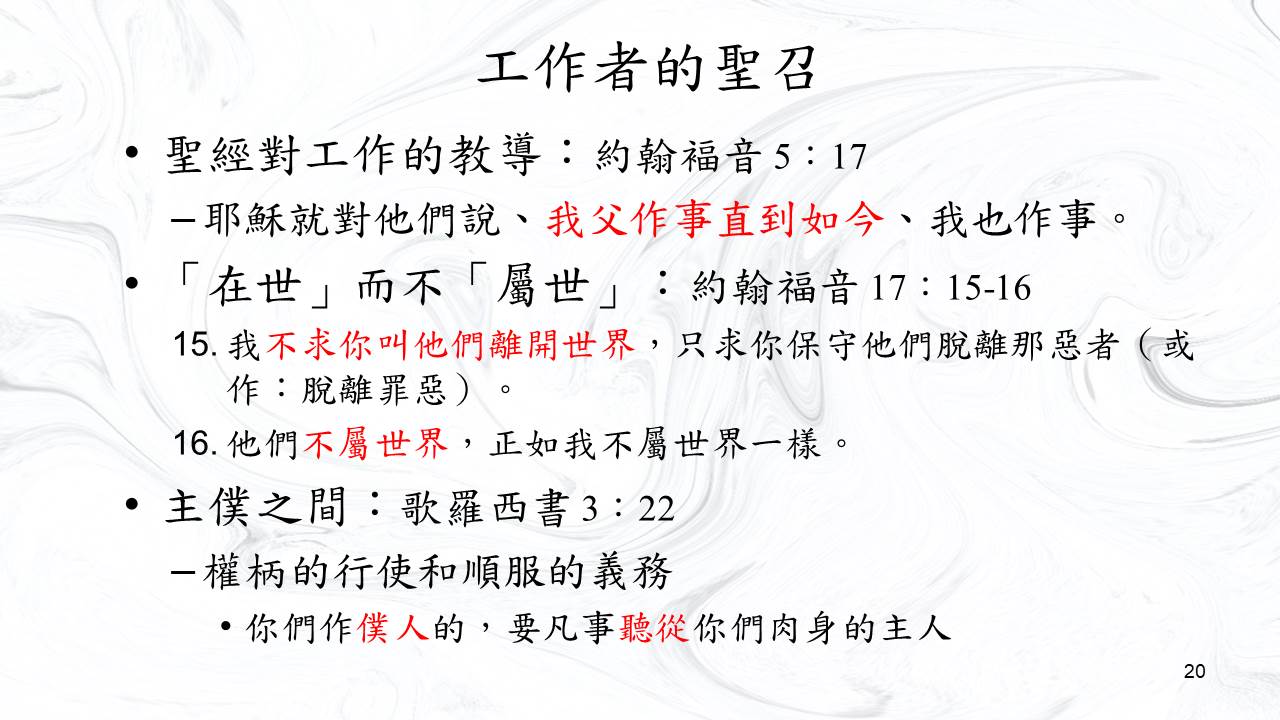 工作者的聖召
• 聖經對工作的教導：約翰福音 5：17
–耶穌就對他們說、我父作事直到如今、我也作事。
• 「在世」而不「屬世」：約翰福音 17：15-16
15. 我不求你叫他們離開世界，只求你保守他們脫離那惡者（或
作：脫離罪惡）。
16. 他們不屬世界，正如我不屬世界一樣。
• 主僕之間：歌羅西書 3：22
–權柄的行使和順服的義務
• 你們作僕人的，要凡事聽從你們肉身的主人
20